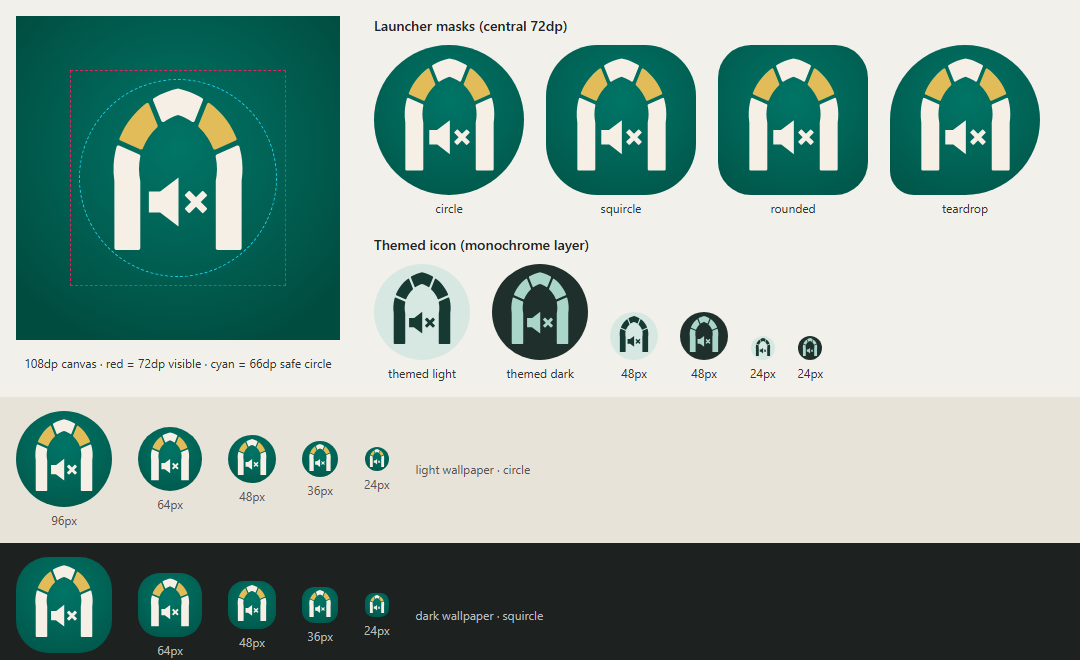 Launcher masks (central 72dp)
circle
squircle
rounded
teardrop
Themed icon (monochrome layer)
themed light
themed dark
48px
48px
24px
24px
108dp canvas · red = 72dp visible · cyan = 66dp safe circle
96px
64px
48px
36px
24px
light wallpaper · circle
64px
48px
36px
24px
dark wallpaper · squircle